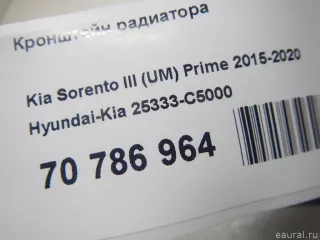 Кронштейн радиатора
Kia Sorento III (UM) Prime 2015-2020
Hyundai-Kia 25333-C5000
70 786 964
eaural.ru